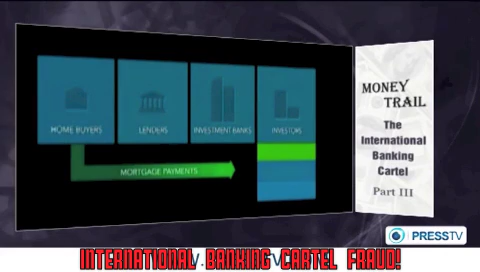 HOME BUYERS
LENDERS
INVESTMENT BANKS
INVESTORS
MORTGAGE PAYMENTS
MONEY
TRAIL
The
International
Banking
Cartel
Part III
PRESSTV
INTERNATIONAL BANKING CARTEL FRAUD!